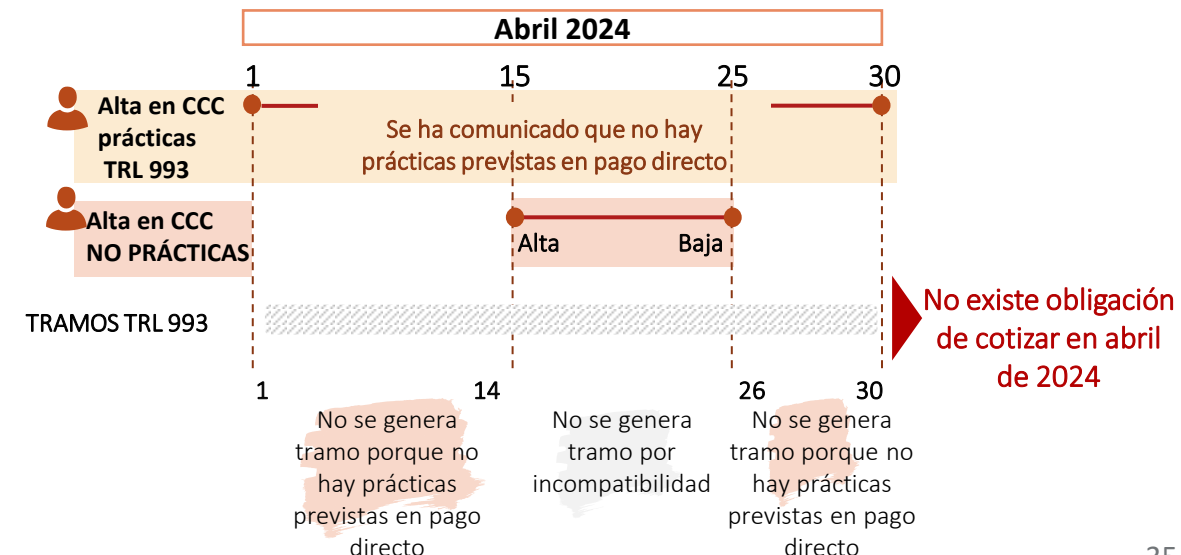 Abril 2024
1 15 25 30
Alta en CCC
prácticas
TRL 993
Se ha comunicado que no hay
prácticas previstas en pago directo
Alta en CCC
NO PRÁCTICAS
Alta Baja
TRAMOS TRL 993
No existe obligación
de cotizar en abril
de 2024
1 14 26 30
No se genera
tramo porque no
hay prácticas
previstas en pago
directo
No se genera
tramo por
incompatibilidad
No se genera
tramo porque no
hay prácticas
previstas en pago
directo